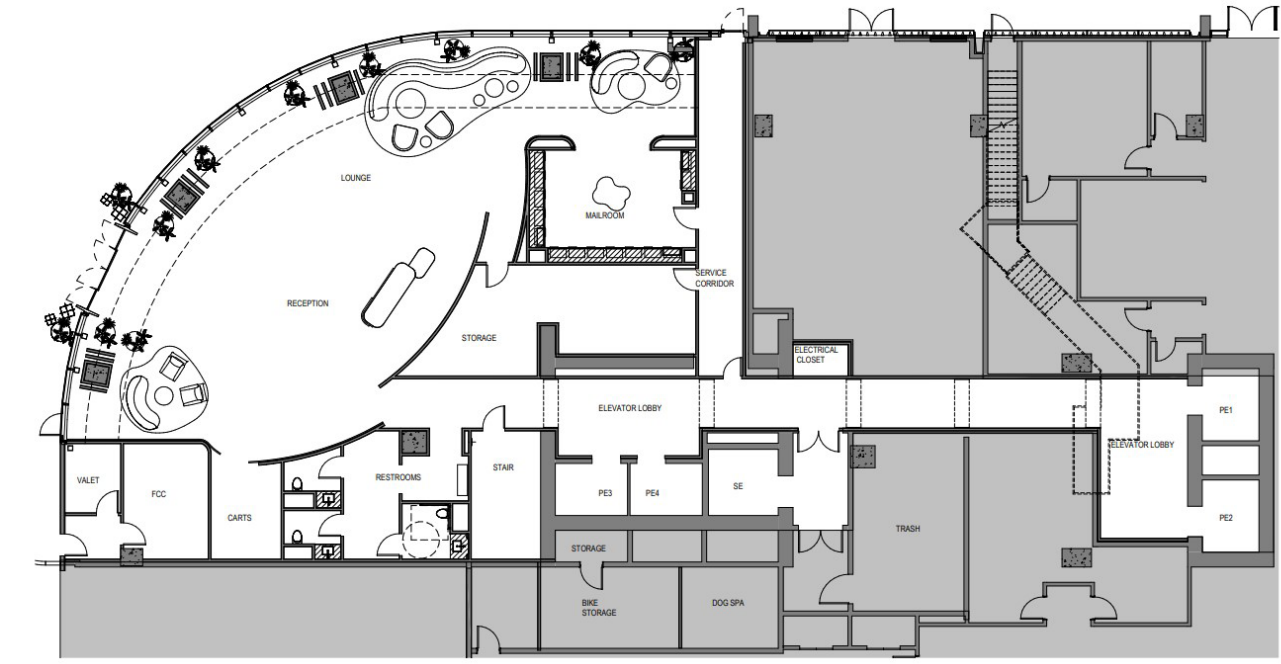 LOUNGE
MAILROOM
RECEPTION
SERVICE
CORRIDOR
STORAGE
ELECTRICAL
CLOSET
ELEVATOR LOBBY
PE1
ELEVATOR LOBBY
STAIR
RESTROOMS
VALET
FCC
PE3
PE4
SE
CARTS
PE2
TRASH
STORAGE
BIKE
STORAGE
DOG SPA